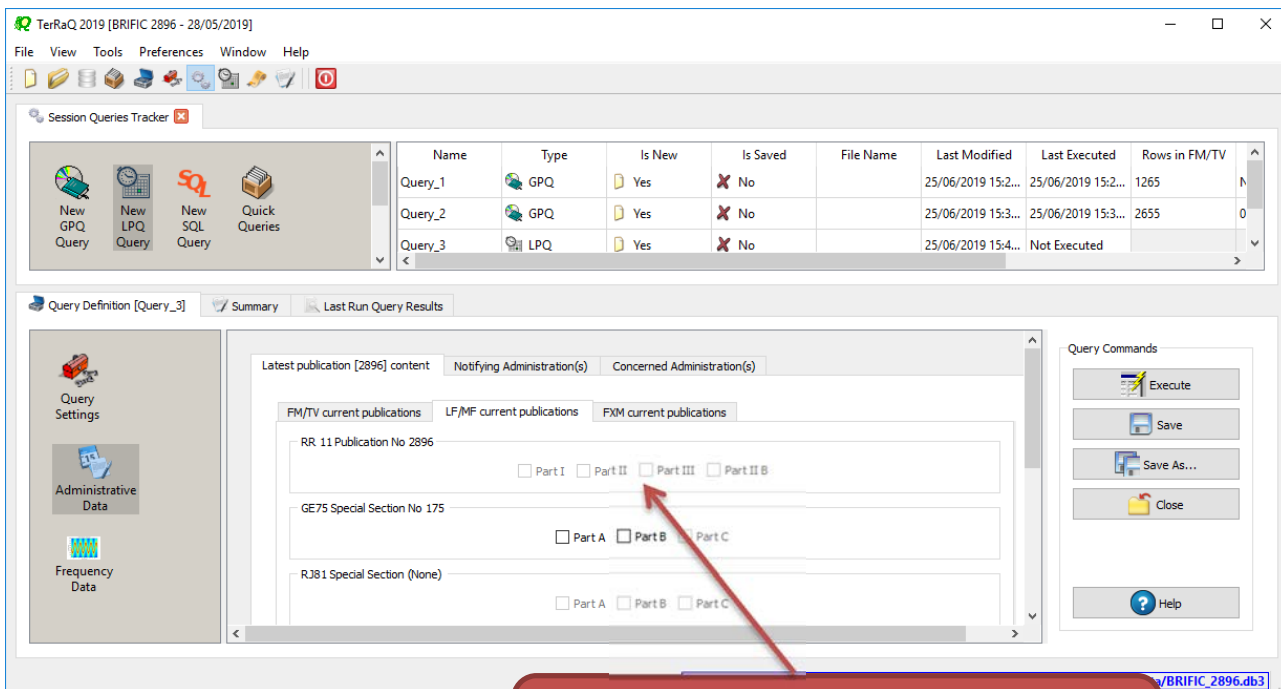 TerRaQ 2019 [BRIFIC 2896 - 28/05/2019]
File View Tools Preferences Window Help
Session Queries Tracker
New GPQ Query
New LPQ Query
New SQL Query
Quick Queries
Name Type Is New Is Saved File Name Last Modified Last Executed Rows in FM/TV
Query_1 GPQ Yes No 25/06/2019 15:2... 25/06/2019 15:2... 1265
Query_2 GPQ Yes No 25/06/2019 15:3... 25/06/2019 15:3... 2655 0
Query_3 LPQ Yes No 25/06/2019 15:4... Not Executed
Query Definition [Query_3] Summary Last Run Query Results
Query Settings
Administrative Data
Frequency Data
Latest publication [2896] content Notifying Administration(s) Concerned Administration(s)
FM/TV current publications LF/MF current publications FXM current publications
RR 11 Publication No 2896
Part I Part II Part III Part II B
GE75 Special Section No 175
Part A Part B Part C
RJ81 Special Section (None)
Part A Part B Part C
Query Commands
Execute
Save
Save As...
Close
Help
/BRIFIC_2896.db3